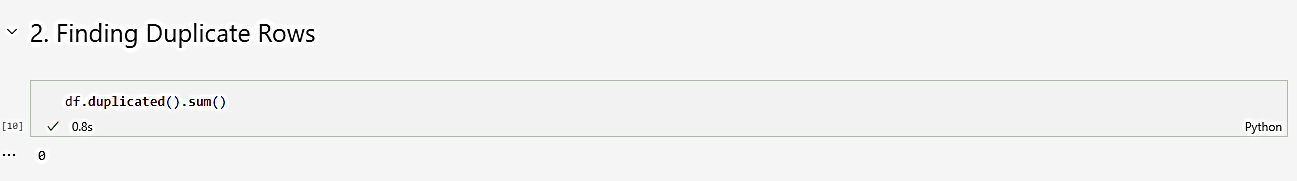 2. Finding Duplicate Rows
df.duplicated().sum()
[10]
0.8s
Python
... 0